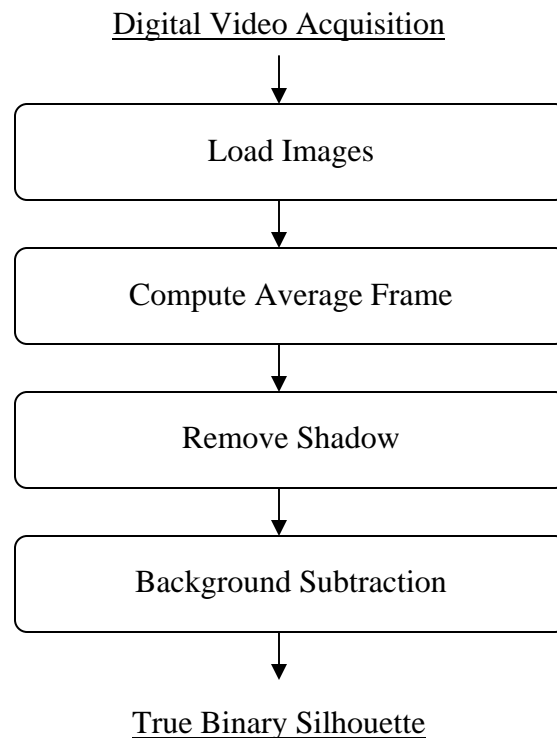 Digital Video Acquisition
Load Images
Compute Average Frame
Remove Shadow
Background Subtraction
True Binary Silhouette